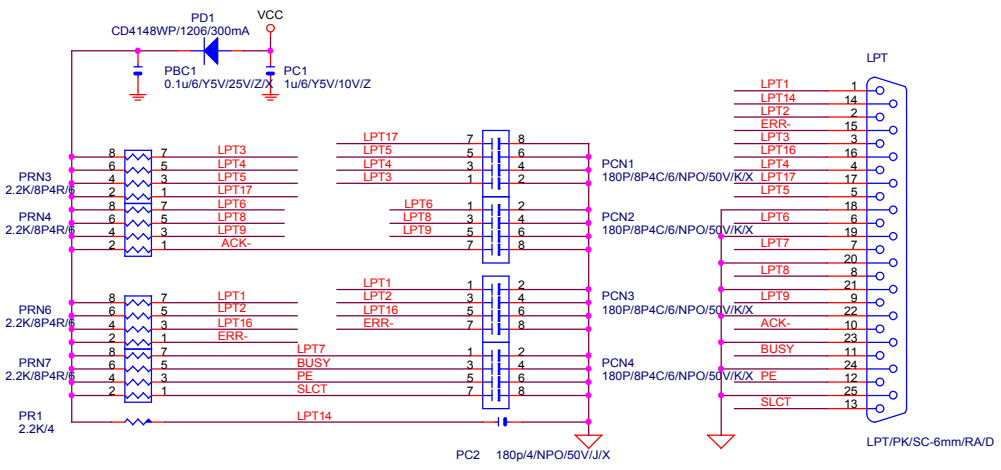 PD1
CD4148WP/1206/300mA
VCC
PBC1
0.1u/6/Y5V/25V/Z/X
PC1
1u/6/Y5V/10V/Z
PRN3
2.2K/8P4R/6
8 7 LPT3
6 5 LPT4
4 3 LPT5
2 1 LPT17
PRN4
2.2K/8P4R/6
8 7 LPT6
6 5 LPT8
4 3 LPT9
2 1 ACK-
LPT17 7 8
LPT5 5 6
LPT4 3 4
LPT3 1 2
PCN1
180P/8P4C/6/NPO/50V/K/X
LPT6 1 2
LPT8 3 4
LPT9 5 6
7 8
PCN2
180P/8P4C/6/NPO/50V/K/X
PRN6
2.2K/8P4R/6
8 7 LPT1
6 5 LPT2
4 3 LPT16
2 1 ERR-
PRN7
2.2K/8P4R/6
8 7 LPT7
6 5 BUSY
4 3 PE
2 1 SLCT
LPT1 1 2
LPT2 3 4
LPT16 5 6
ERR- 7 8
PCN3
180P/8P4C/6/NPO/50V/K/X
1 2
3 4
5 6
7 8
PCN4
180P/8P4C/6/NPO/50V/K/X
PR1
2.2K/4
LPT14
PC2 180p/4/NPO/50V/J/X
LPT
LPT1 1
LPT14 14
LPT2 2
ERR- 15
LPT3 3
LPT16 16
LPT4 4
LPT17 17
LPT5 5
18
LPT6 6
19
LPT7 7
20
LPT8 8
21
LPT9 9
22
ACK- 10
23
BUSY 11
24
PE 12
25
SLCT 13
LPT/PK/SC-6mm/RA/D